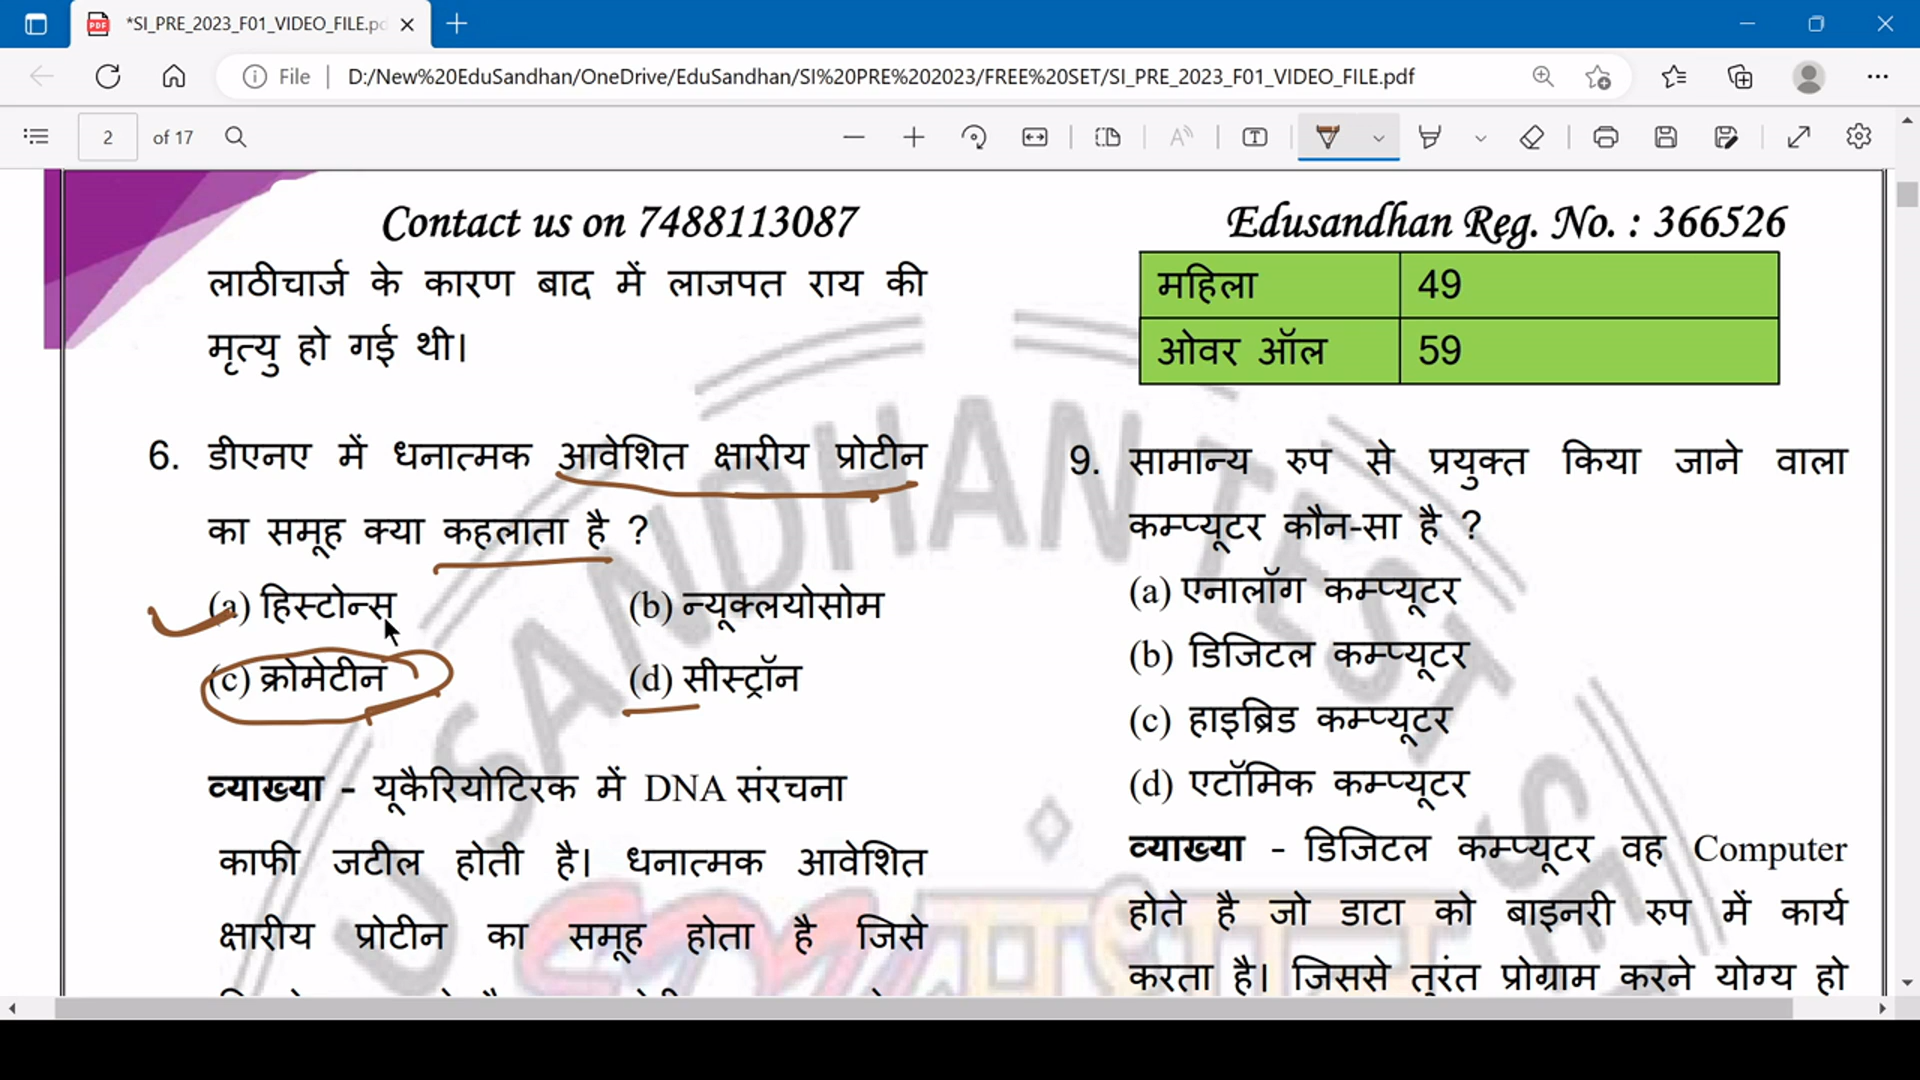 *SI_PRE_2023_F01_VIDEO_FILE.pd
File
D:/New%20EduSandhan/OneDrive/EduSandhan/SI%20PRE%202023/FREE%20SET/SI_PRE_2023_F01_VIDEO_FILE.pdf
2 of 17
Contact us on 7488113087
लाठीचार्ज के कारण बाद में लाजपत राय की
मृत्यु हो गई थी।
6. डीएनए में धनात्मक आवेशित क्षारीय प्रोटीन
का समूह क्या कहलाता है ?
(a) हिस्टोन्स (b) न्यूक्लयोसोम
(c) क्रोमेटीन (d) सीस्ट्रॉन
व्याख्या - यूकैरियोटिरक में DNA संरचना
काफी जटील होती है। धनात्मक आवेशित
क्षारीय प्रोटीन का समूह होता है जिसे
Edusandhan Reg. No. : 366526
महिला 49
ओवर ऑल 59
9. सामान्य रुप से प्रयुक्त किया जाने वाला
कम्प्यूटर कौन-सा है ?
(a) एनालॉग कम्प्यूटर
(b) डिजिटल कम्प्यूटर
(c) हाइब्रिड कम्प्यूटर
(d) एटॉमिक कम्प्यूटर
व्याख्या - डिजिटल कम्प्यूटर वह Computer
होते है जो डाटा को बाइनरी रुप में कार्य
करता है। जिससे तुरंत प्रोग्राम करने योग्य हो